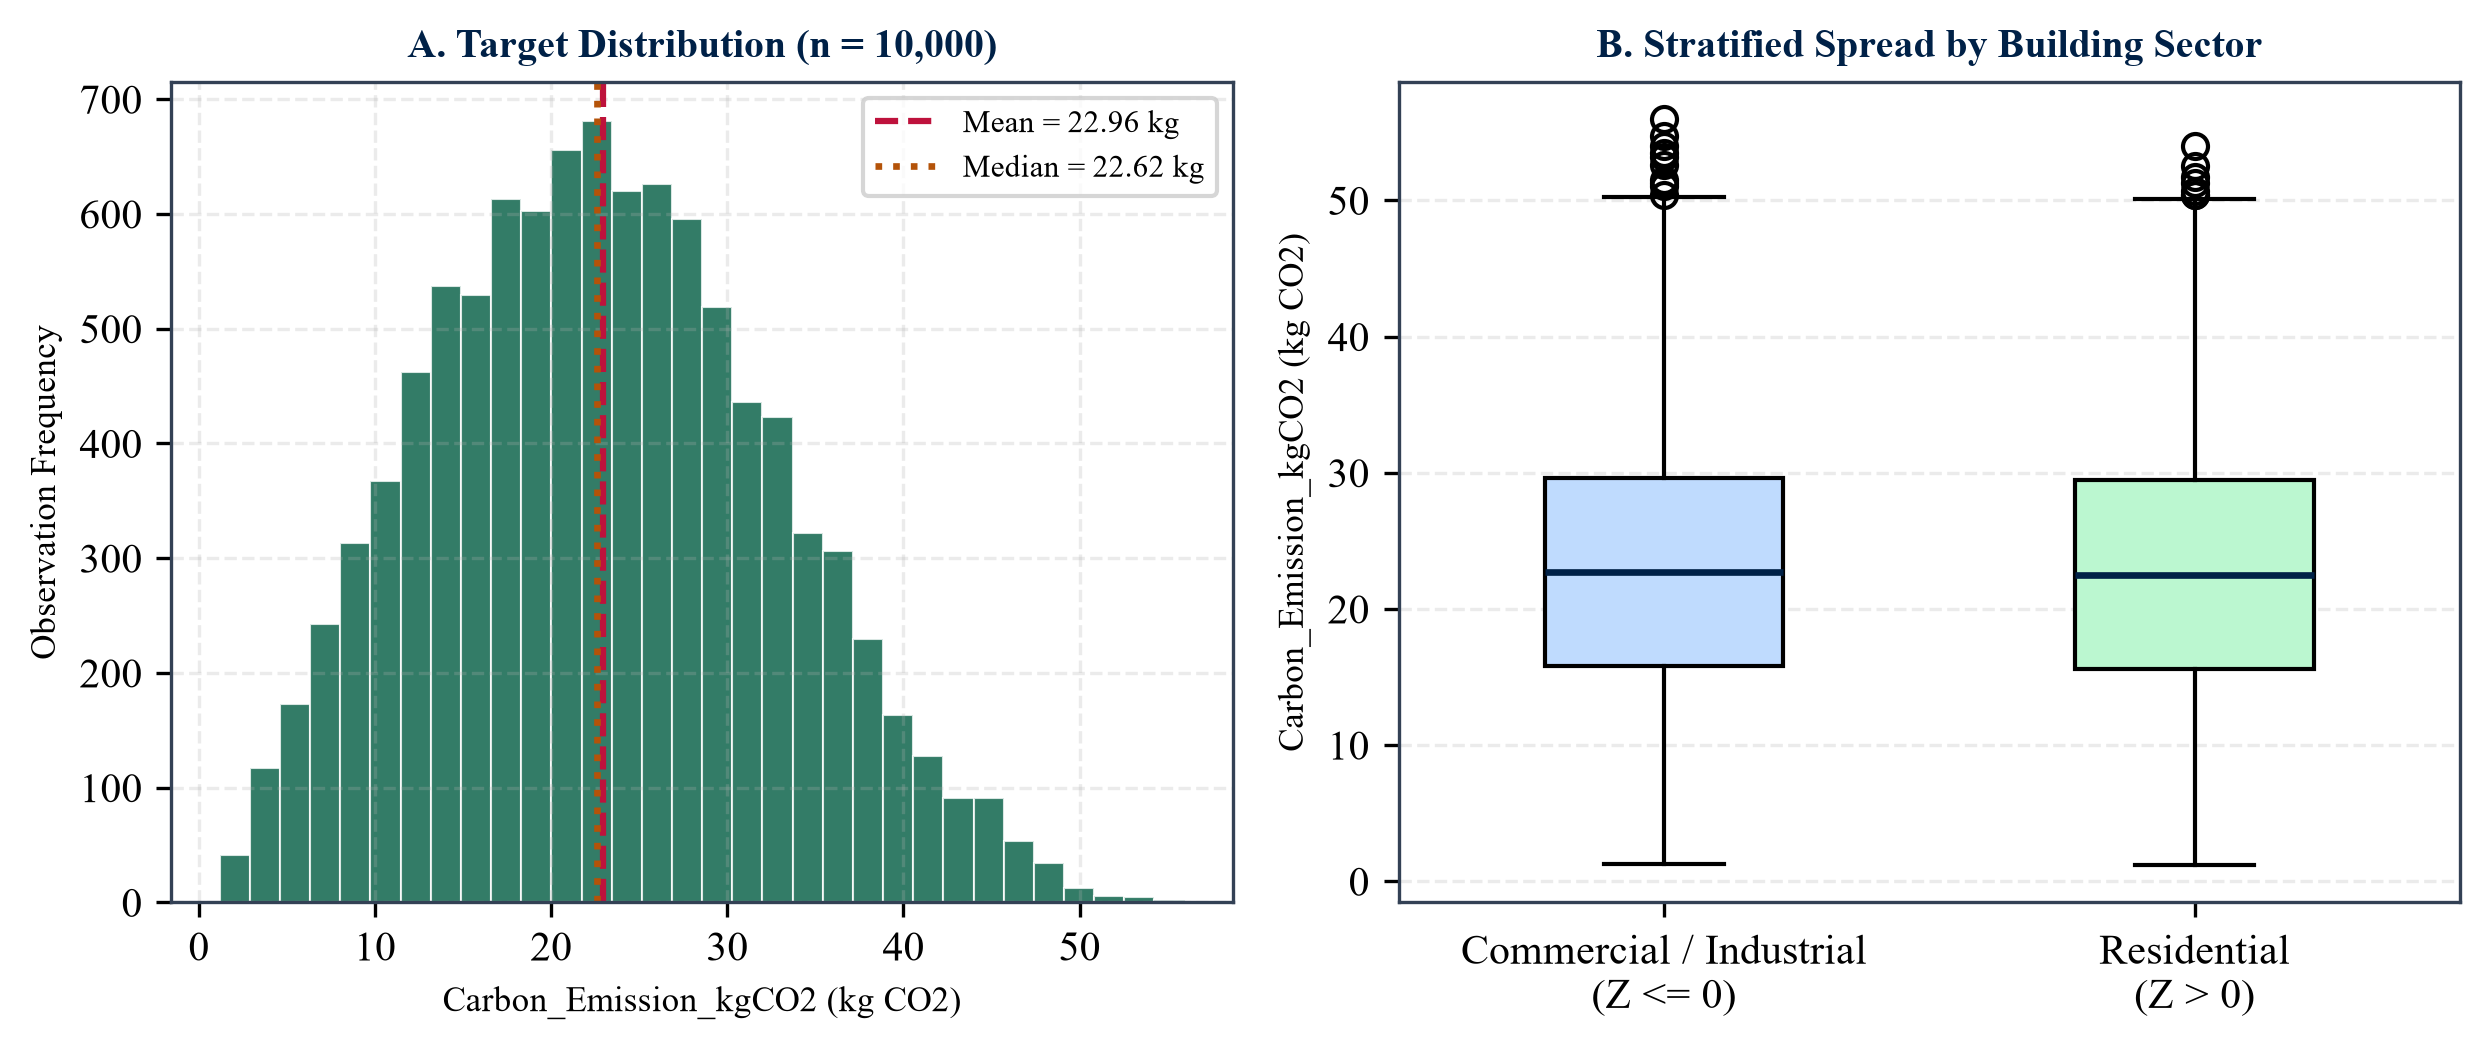 A. Target Distribution (n = 10,000)
700
600
500
400
300
200
100
0
Observation Frequency
Mean = 22.96 kg
Median = 22.62 kg
0 10 20 30 40 50
Carbon_Emission_kgCO2 (kg CO2)
B. Stratified Spread by Building Sector
50
40
30
20
10
0
Carbon_Emission_kgCO2 (kg CO2)
Commercial / Industrial
(Z <= 0)
Residential
(Z > 0)